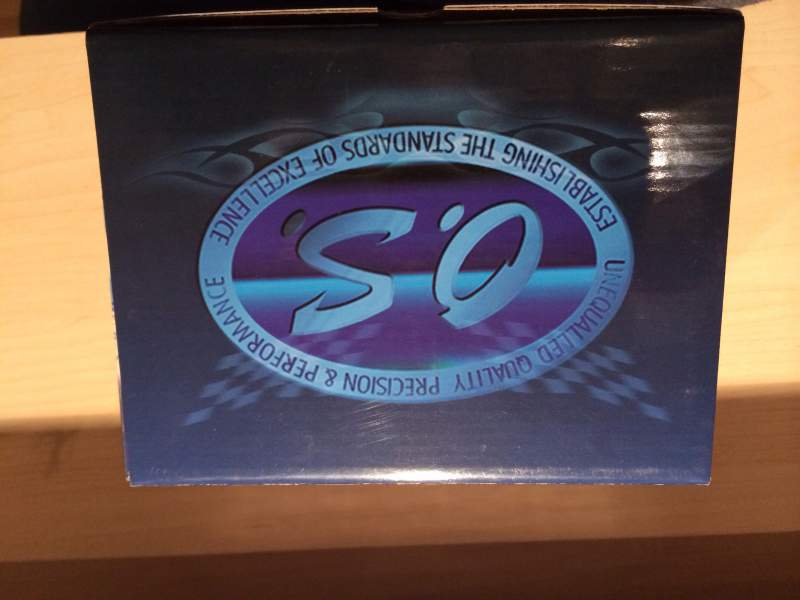 UNEQUALLED QUALITY PRECISION & PERFORMANCE
O.S.
ESTABLISHING THE STANDARDS OF EXCELLENCE